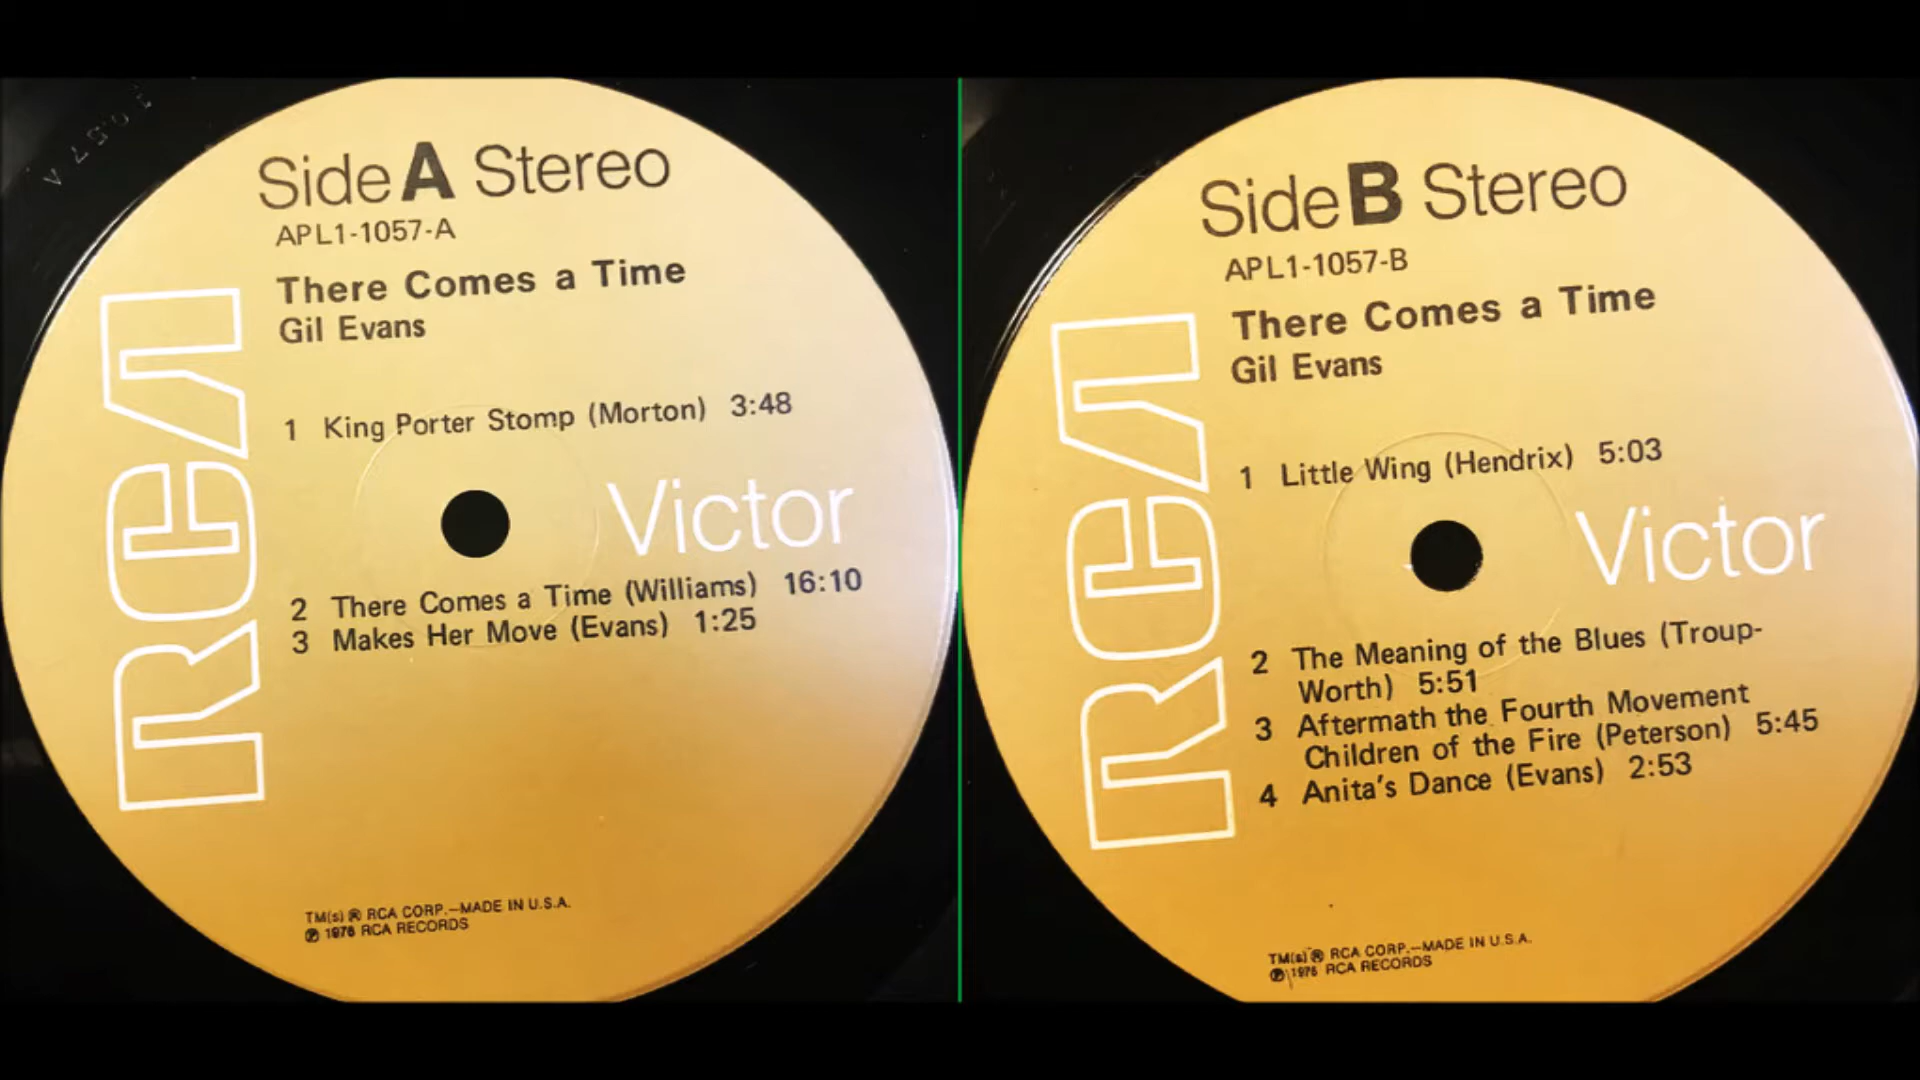 Side A Stereo
APL1-1057-A
There Comes a Time
Gil Evans
1 King Porter Stomp (Morton) 3:48
RCA
Victor
2 There Comes a Time (Williams) 16:10
3 Makes Her Move (Evans) 1:25
TM(s) ® RCA CORP.—MADE IN U.S.A.
℗ 1976 RCA RECORDS
Side B Stereo
APL1-1057-B
There Comes a Time
Gil Evans
1 Little Wing (Hendrix) 5:03
RCA
Victor
2 The Meaning of the Blues (Troup-
Worth) 5:51
3 Aftermath the Fourth Movement
Children of the Fire (Peterson) 5:45
4 Anita's Dance (Evans) 2:53
TM(s) ® RCA CORP.—MADE IN U.S.A.
℗ 1976 RCA RECORDS